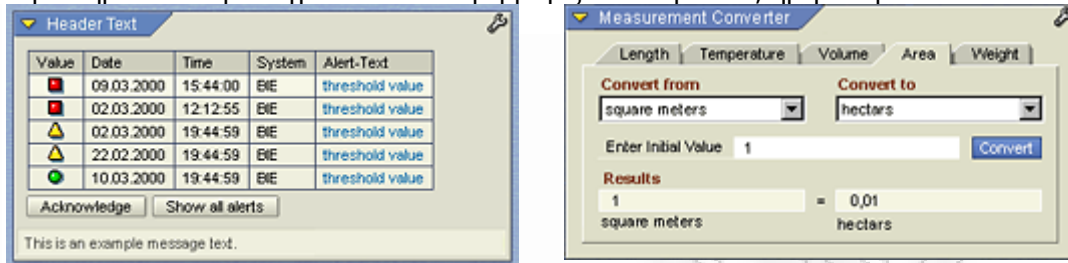 Header Text
Value Date Time System Alert-Text
09.03.2000 15:44:00 BIE threshold value
02.03.2000 12:12:55 BIE threshold value
02.03.2000 19:44:59 BIE threshold value
22.02.2000 19:44:59 BIE threshold value
10.03.2000 19:44:59 BIE threshold value
Acknowledge Show all alerts
This is an example message text.
Measurement Converter
Length Temperature Volume Area Weight
Convert from Convert to
square meters hectars
Enter Initial Value 1 Convert
Results
1 = 0,01
square meters hectars